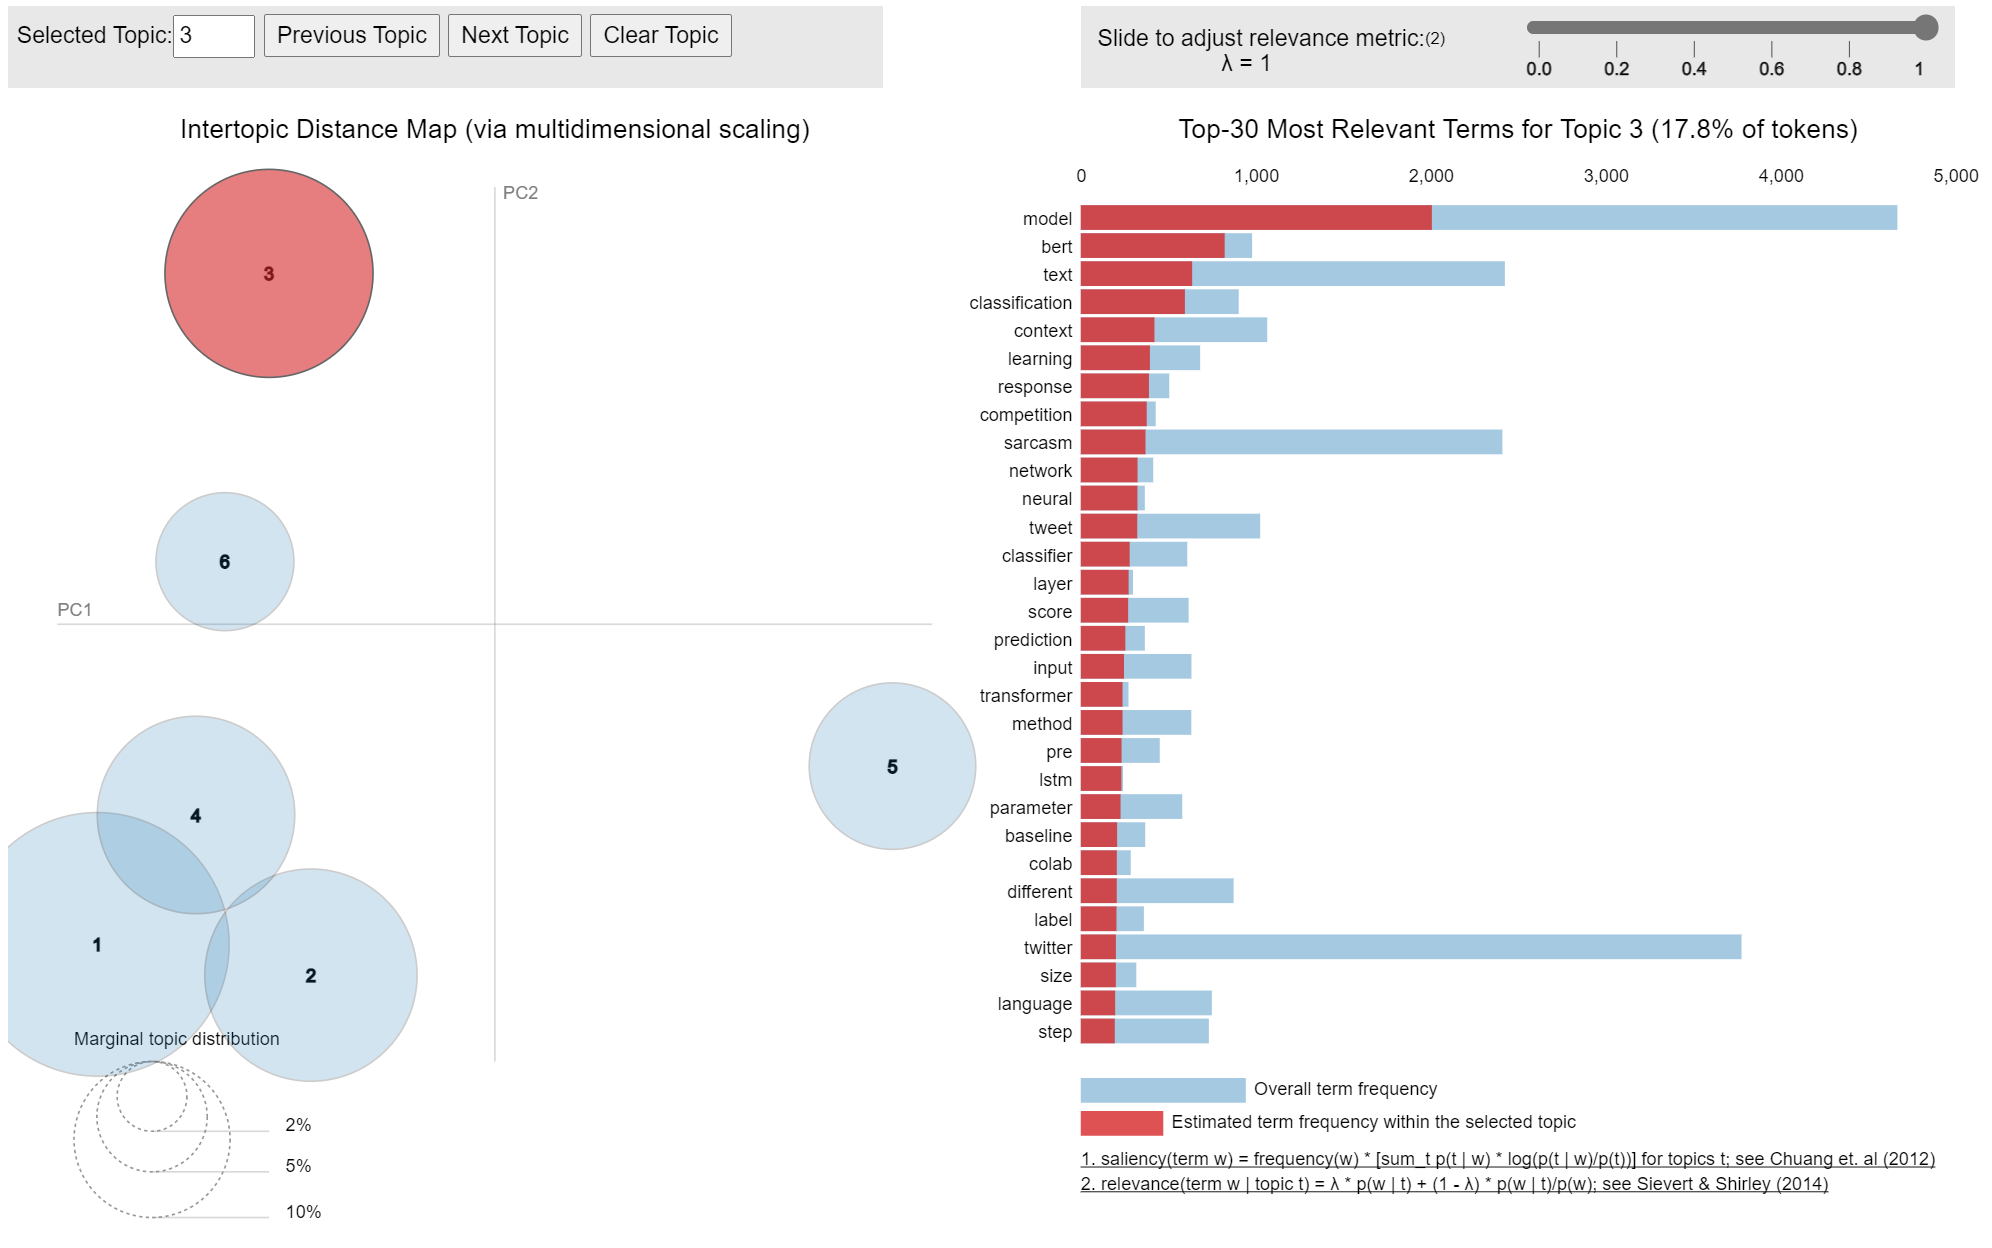 Selected Topic: 3 Previous Topic Next Topic Clear Topic
Slide to adjust relevance metric:(2)
λ = 1
0.0 0.2 0.4 0.6 0.8 1
Intertopic Distance Map (via multidimensional scaling)
PC2
3
6
PC1
5
4
1
2
Marginal topic distribution
2%
5%
10%
Top-30 Most Relevant Terms for Topic 3 (17.8% of tokens)
0 1,000 2,000 3,000 4,000 5,000
model
bert
text
classification
context
learning
response
competition
sarcasm
network
neural
tweet
classifier
layer
score
prediction
input
transformer
method
pre
lstm
parameter
baseline
colab
different
label
twitter
size
language
step
Overall term frequency
Estimated term frequency within the selected topic
1. saliency(term w) = frequency(w) * [sum_t p(t | w) * log(p(t | w)/p(t))] for topics t; see Chuang et. al (2012)
2. relevance(term w | topic t) = λ * p(w | t) + (1 - λ) * p(w | t)/p(w); see Sievert & Shirley (2014)